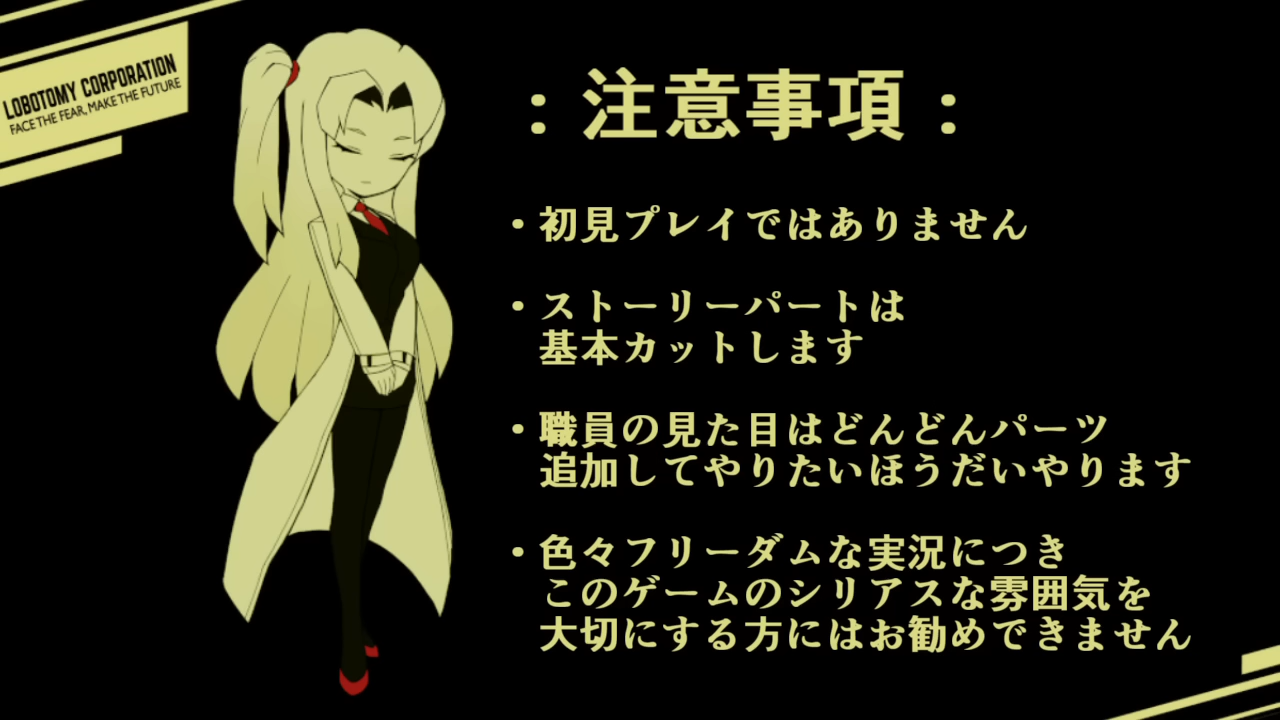 LOBOTOMY CORPORATION
FACE THE FEAR, MAKE THE FUTURE
:注意事項:
・初見プレイではありません
・ストーリーパートは
基本カットします
・職員の見た目はどんどんパーツ
追加してやりたいほうだいやります
・色々フリーダムな実況につき
このゲームのシリアスな雰囲気を
大切にする方にはお勧めできません